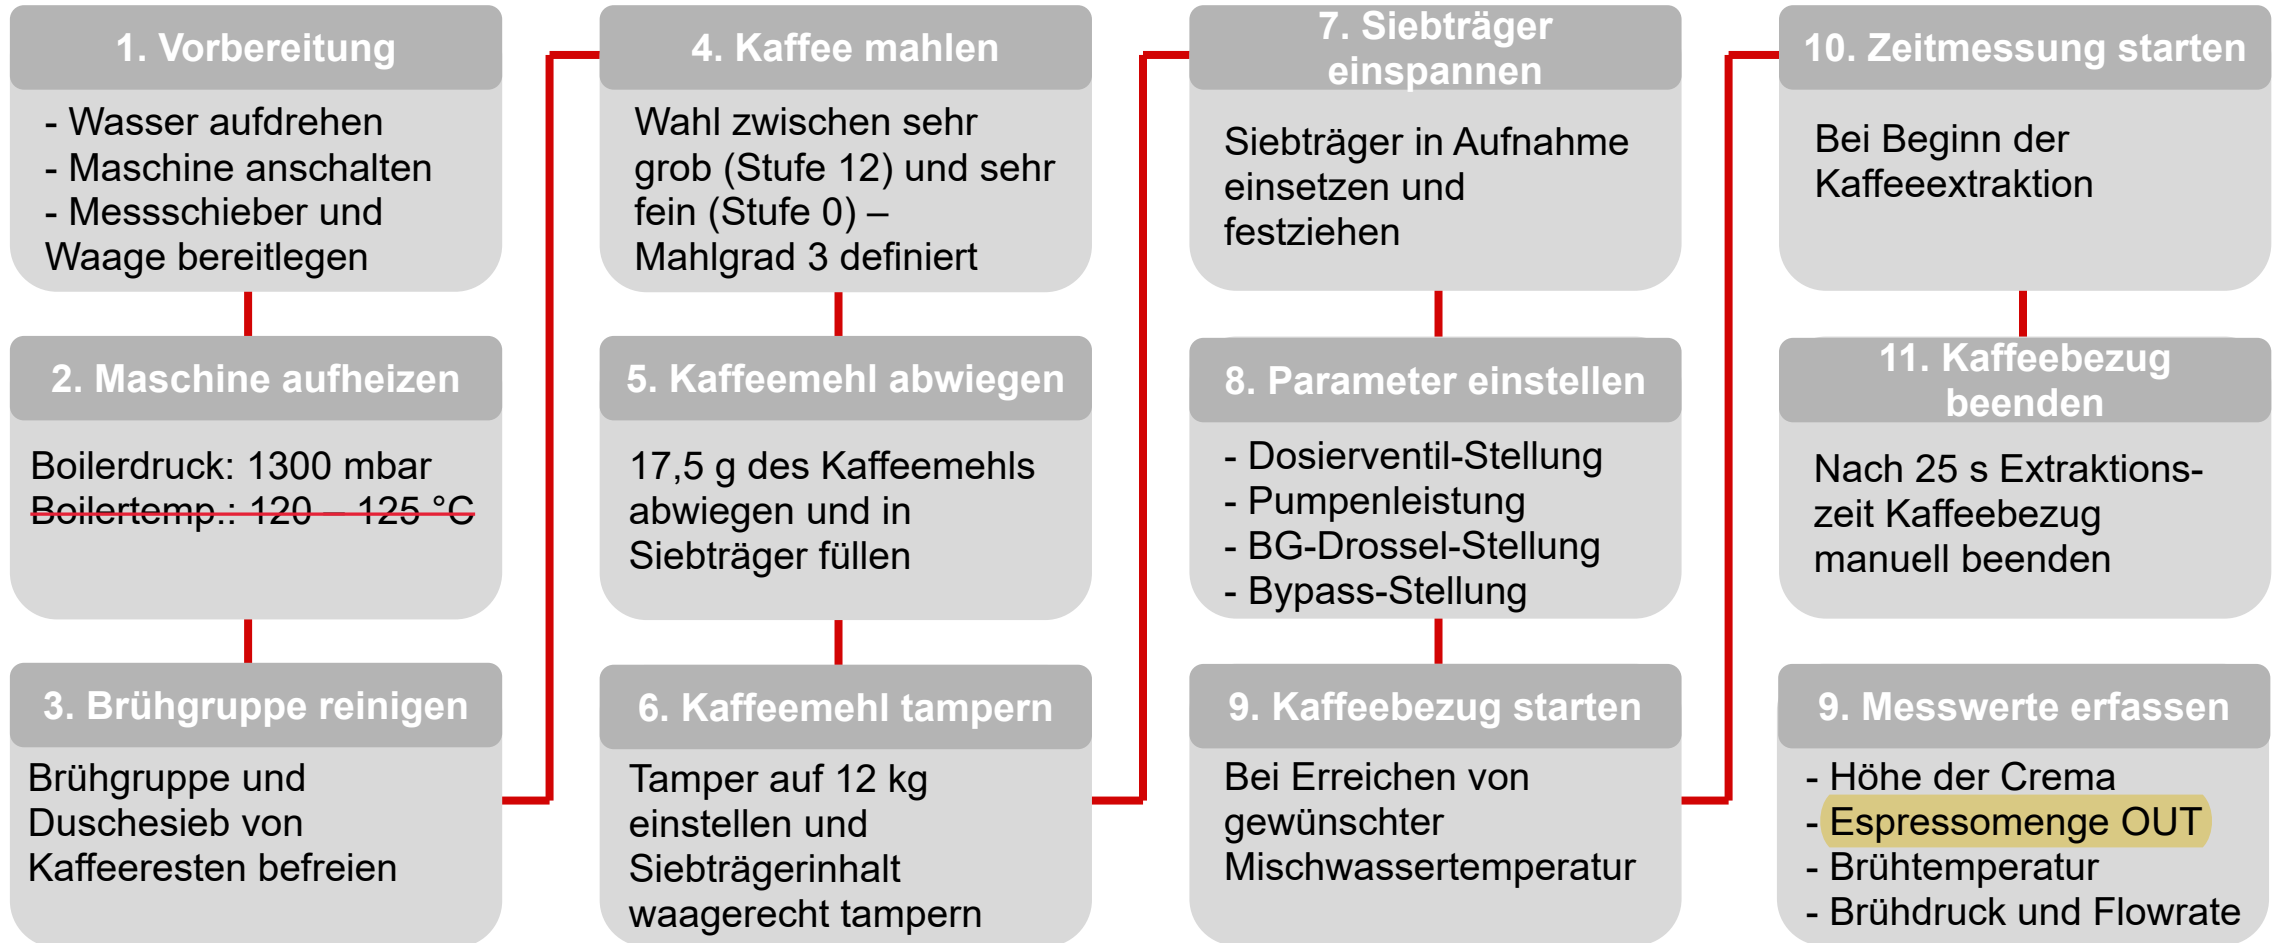 1. Vorbereitung
- Wasser aufdrehen
- Maschine anschalten
- Messschieber und
Waage bereitlegen
2. Maschine aufheizen
Boilerdruck: 1300 mbar
Boilertemp.: 120 – 125 °C
3. Brühgruppe reinigen
Brühgruppe und
Duschesieb von
Kaffeeresten befreien
4. Kaffee mahlen
Wahl zwischen sehr
grob (Stufe 12) und sehr
fein (Stufe 0) –
Mahlgrad 3 definiert
5. Kaffeemehl abwiegen
17,5 g des Kaffeemehls
abwiegen und in
Siebträger füllen
6. Kaffeemehl tampern
Tamper auf 12 kg
einstellen und
Siebträgerinhalt
waagerecht tampern
7. Siebträger
einspannen
Siebträger in Aufnahme
einsetzen und
festziehen
8. Parameter einstellen
- Dosierventil-Stellung
- Pumpenleistung
- BG-Drossel-Stellung
- Bypass-Stellung
9. Kaffeebezug starten
Bei Erreichen von
gewünschter
Mischwassertemperatur
10. Zeitmessung starten
Bei Beginn der
Kaffeeextraktion
11. Kaffeebezug
beenden
Nach 25 s Extraktions-
zeit Kaffeebezug
manuell beenden
9. Messwerte erfassen
- Höhe der Crema
- Espressomenge OUT
- Brühtemperatur
- Brühdruck und Flowrate